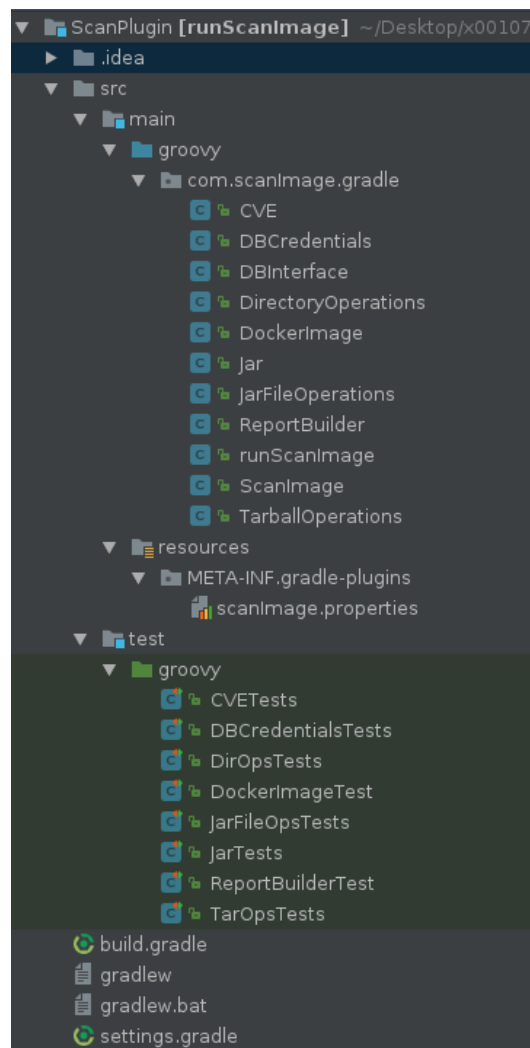 ScanPlugin [runScanImage] ~/Desktop/x00107
.idea
src
main
groovy
com.scanImage.gradle
CVE
DBCredentials
DBInterface
DirectoryOperations
DockerImage
Jar
JarFileOperations
ReportBuilder
runScanImage
ScanImage
TarballOperations
resources
META-INF.gradle-plugins
scanImage.properties
test
groovy
CVETests
DBCredentialsTests
DirOpsTests
DockerImageTest
JarFileOpsTests
JarTests
ReportBuilderTest
TarOpsTests
build.gradle
gradlew
gradlew.bat
settings.gradle